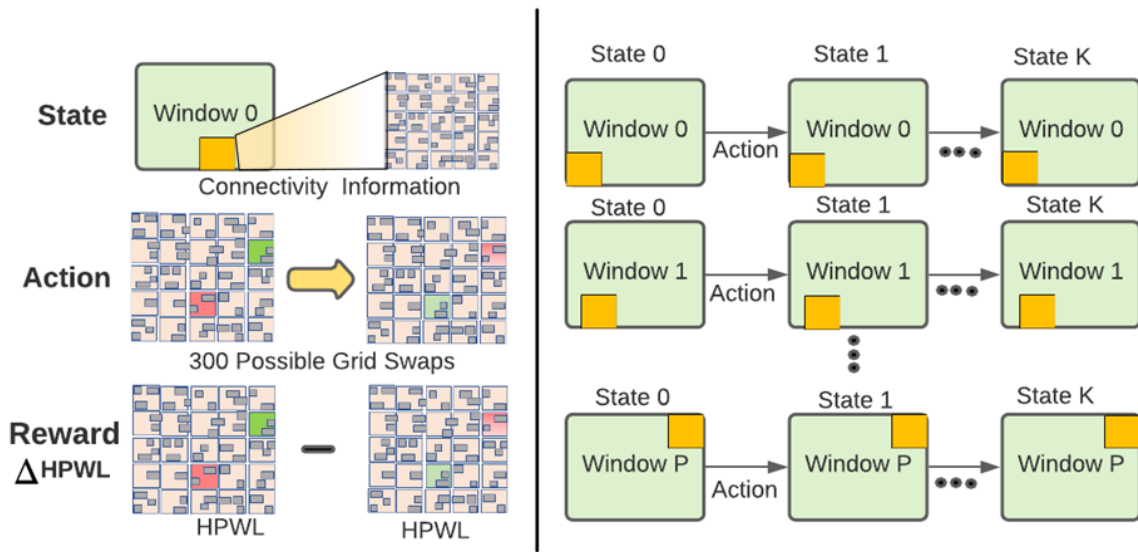 State
Window 0
Connectivity Information
Action
300 Possible Grid Swaps
Reward
Δ HPWL
HPWL
HPWL
State 0
State 1
State K
Window 0
Action
Window 0
Window 0
State 0
State 1
State K
Window 1
Action
Window 1
Window 1
State 0
State 1
State K
Window P
Action
Window P
Window P